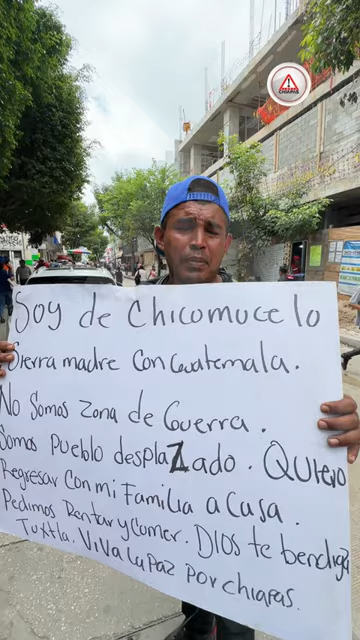 Soy de Chicomucelo
Sierra madre con Guatemala.
No Somos Zona de Guerra.
Somos Pueblo desplaZado. QUiero
Regresar Con mi Familia a Casa.
Pedimos Rentar y Comer. DIOS te bendiga
Tuxtla. ViVa La Paz Por chiapas.
CHIAPAS